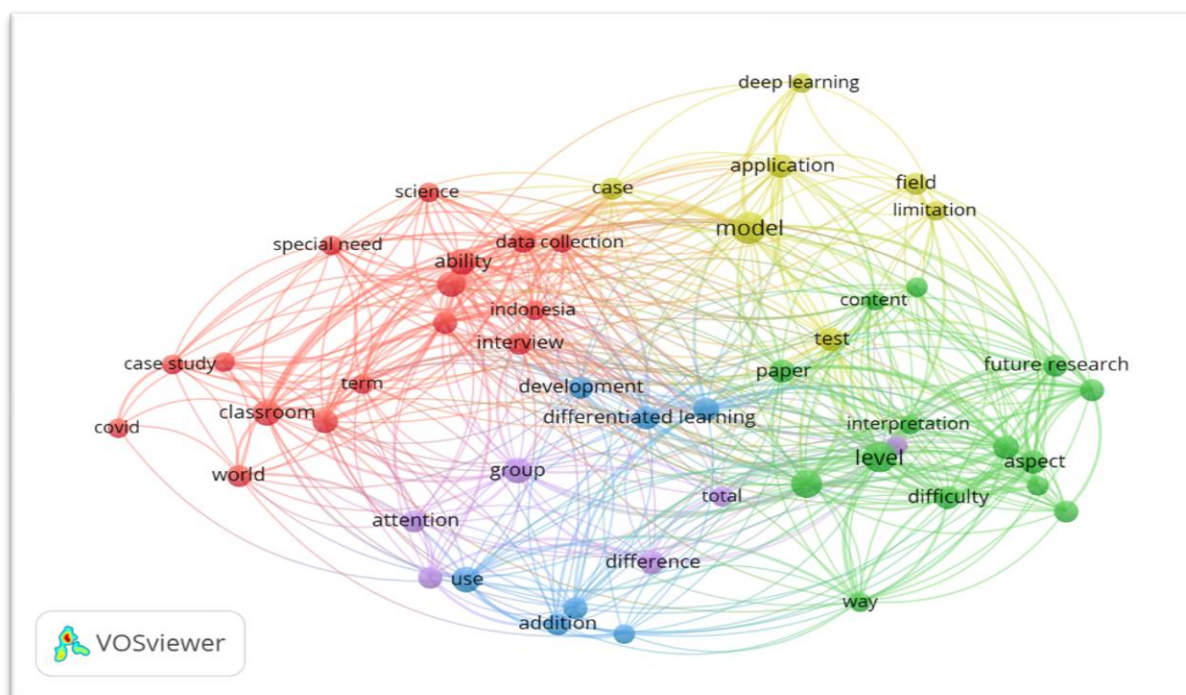 deep learning
application
case
science
field
limitation
model
special need
data collection
ability
content
indonesia
test
interview
case study
future research
paper
term
development
classroom
differentiated learning
covid
interpretation
level
aspect
world
group
total
difficulty
attention
difference
use
way
addition
VOSviewer